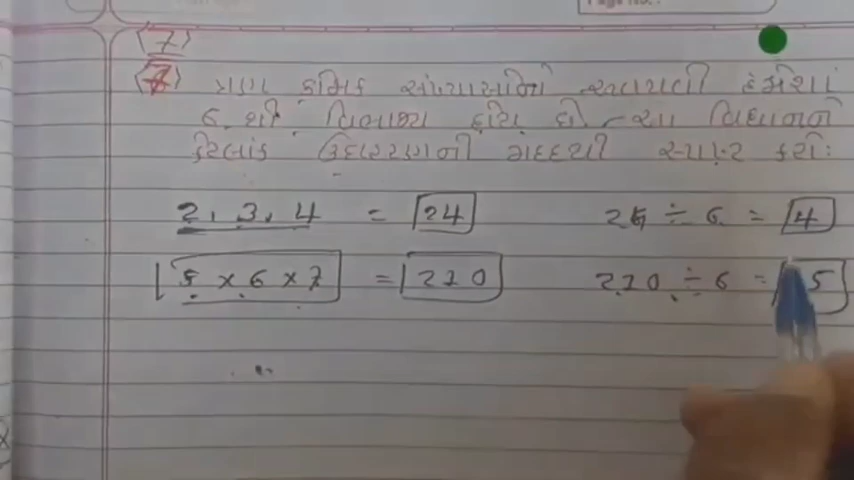 (7)
ત્રણ ક્રમિક સંખ્યાઓનો ગુણાકાર હંમેશાં
6 થી વિભાજ્ય હોય છે - આ વિધાનની
કેટલાંક ઉદાહરણની મદદથી સ્પષ્ટ કરો:
2, 3, 4 = 24 24 ÷ 6 = 4
5 × 6 × 7 = 210 210 ÷ 6 = 5